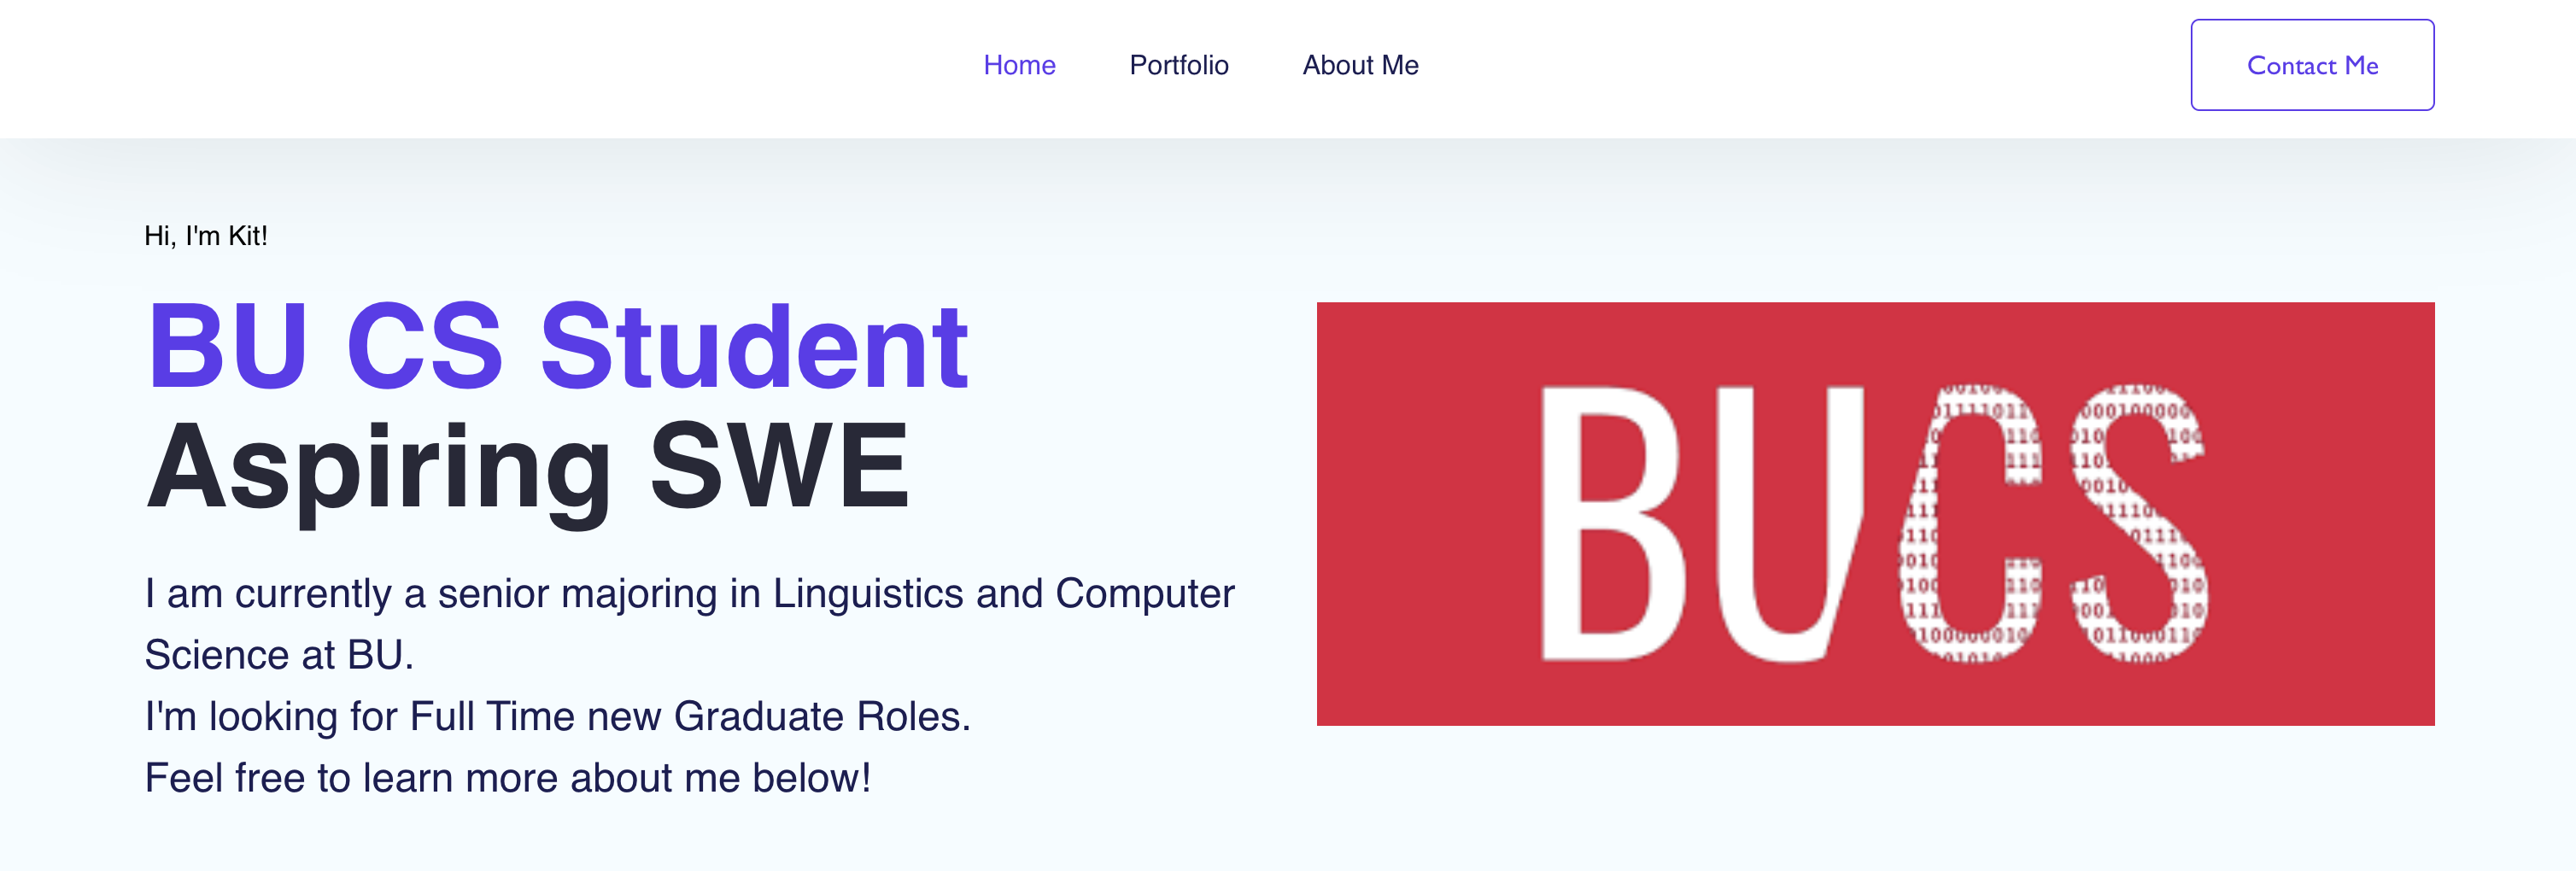 Home Portfolio About Me Contact Me
Hi, I'm Kit!
BU CS Student
Aspiring SWE
I am currently a senior majoring in Linguistics and Computer
Science at BU.
I'm looking for Full Time new Graduate Roles.
Feel free to learn more about me below!
BUCS